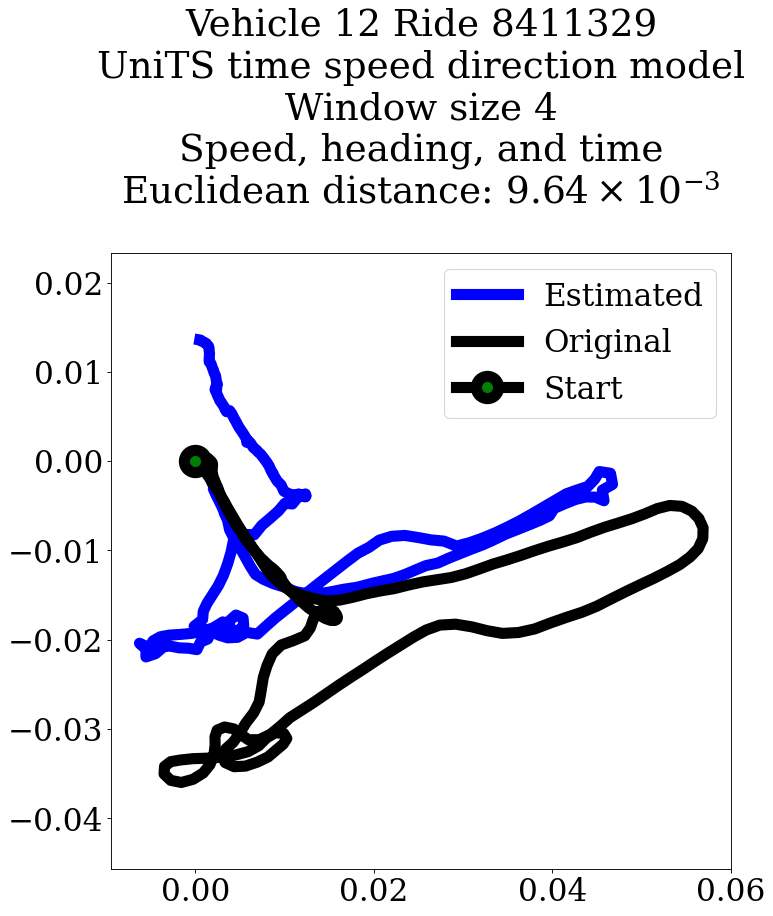 Vehicle 12 Ride 8411329
UniTS time speed direction model
Window size 4
Speed, heading, and time
Euclidean distance: 9.64 × 10⁻³
Estimated
Original
Start
0.02
0.01
0.00
−0.01
−0.02
−0.03
−0.04
0.00
0.02
0.04
0.06